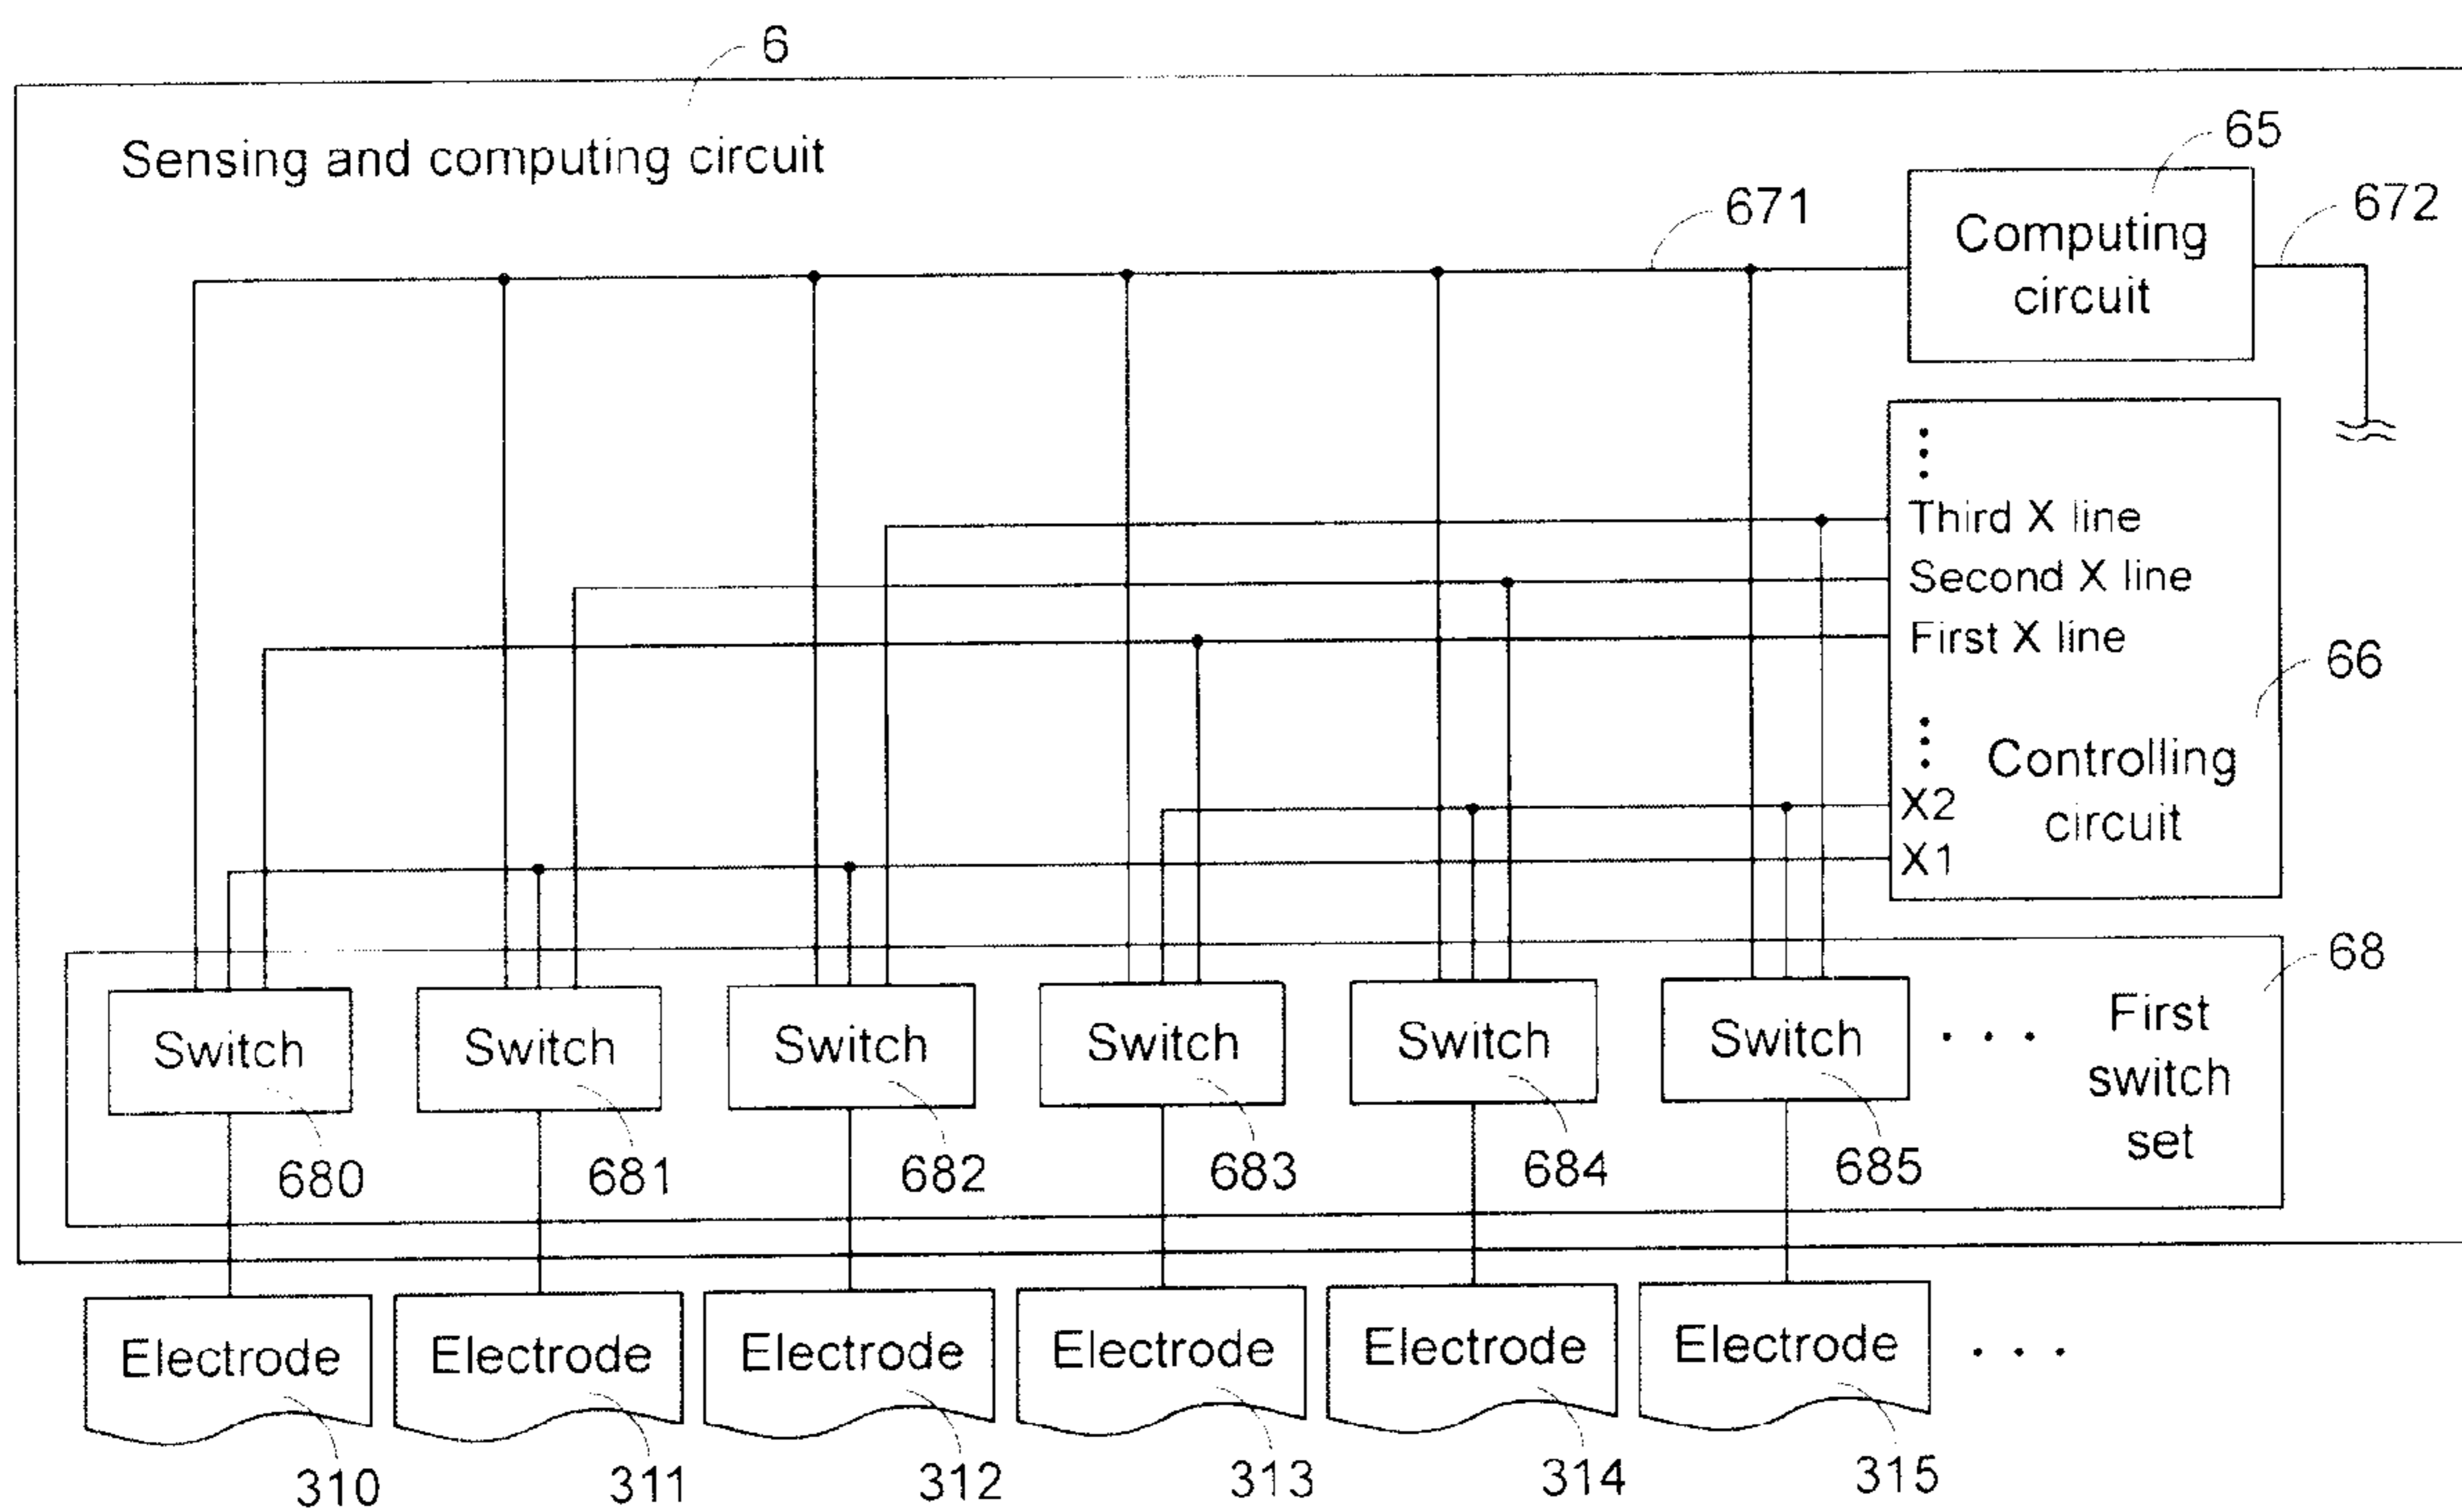 6
Sensing and computing circuit
65
671
Computing
circuit
672
Third X line
Second X line
First X line
66
Controlling
circuit
X2
X1
68
Switch
Switch
Switch
Switch
Switch
Switch
. . .
First
switch
set
680
681
682
683
684
685
Electrode
Electrode
Electrode
Electrode
Electrode
Electrode
. . .
310
311
312
313
314
315